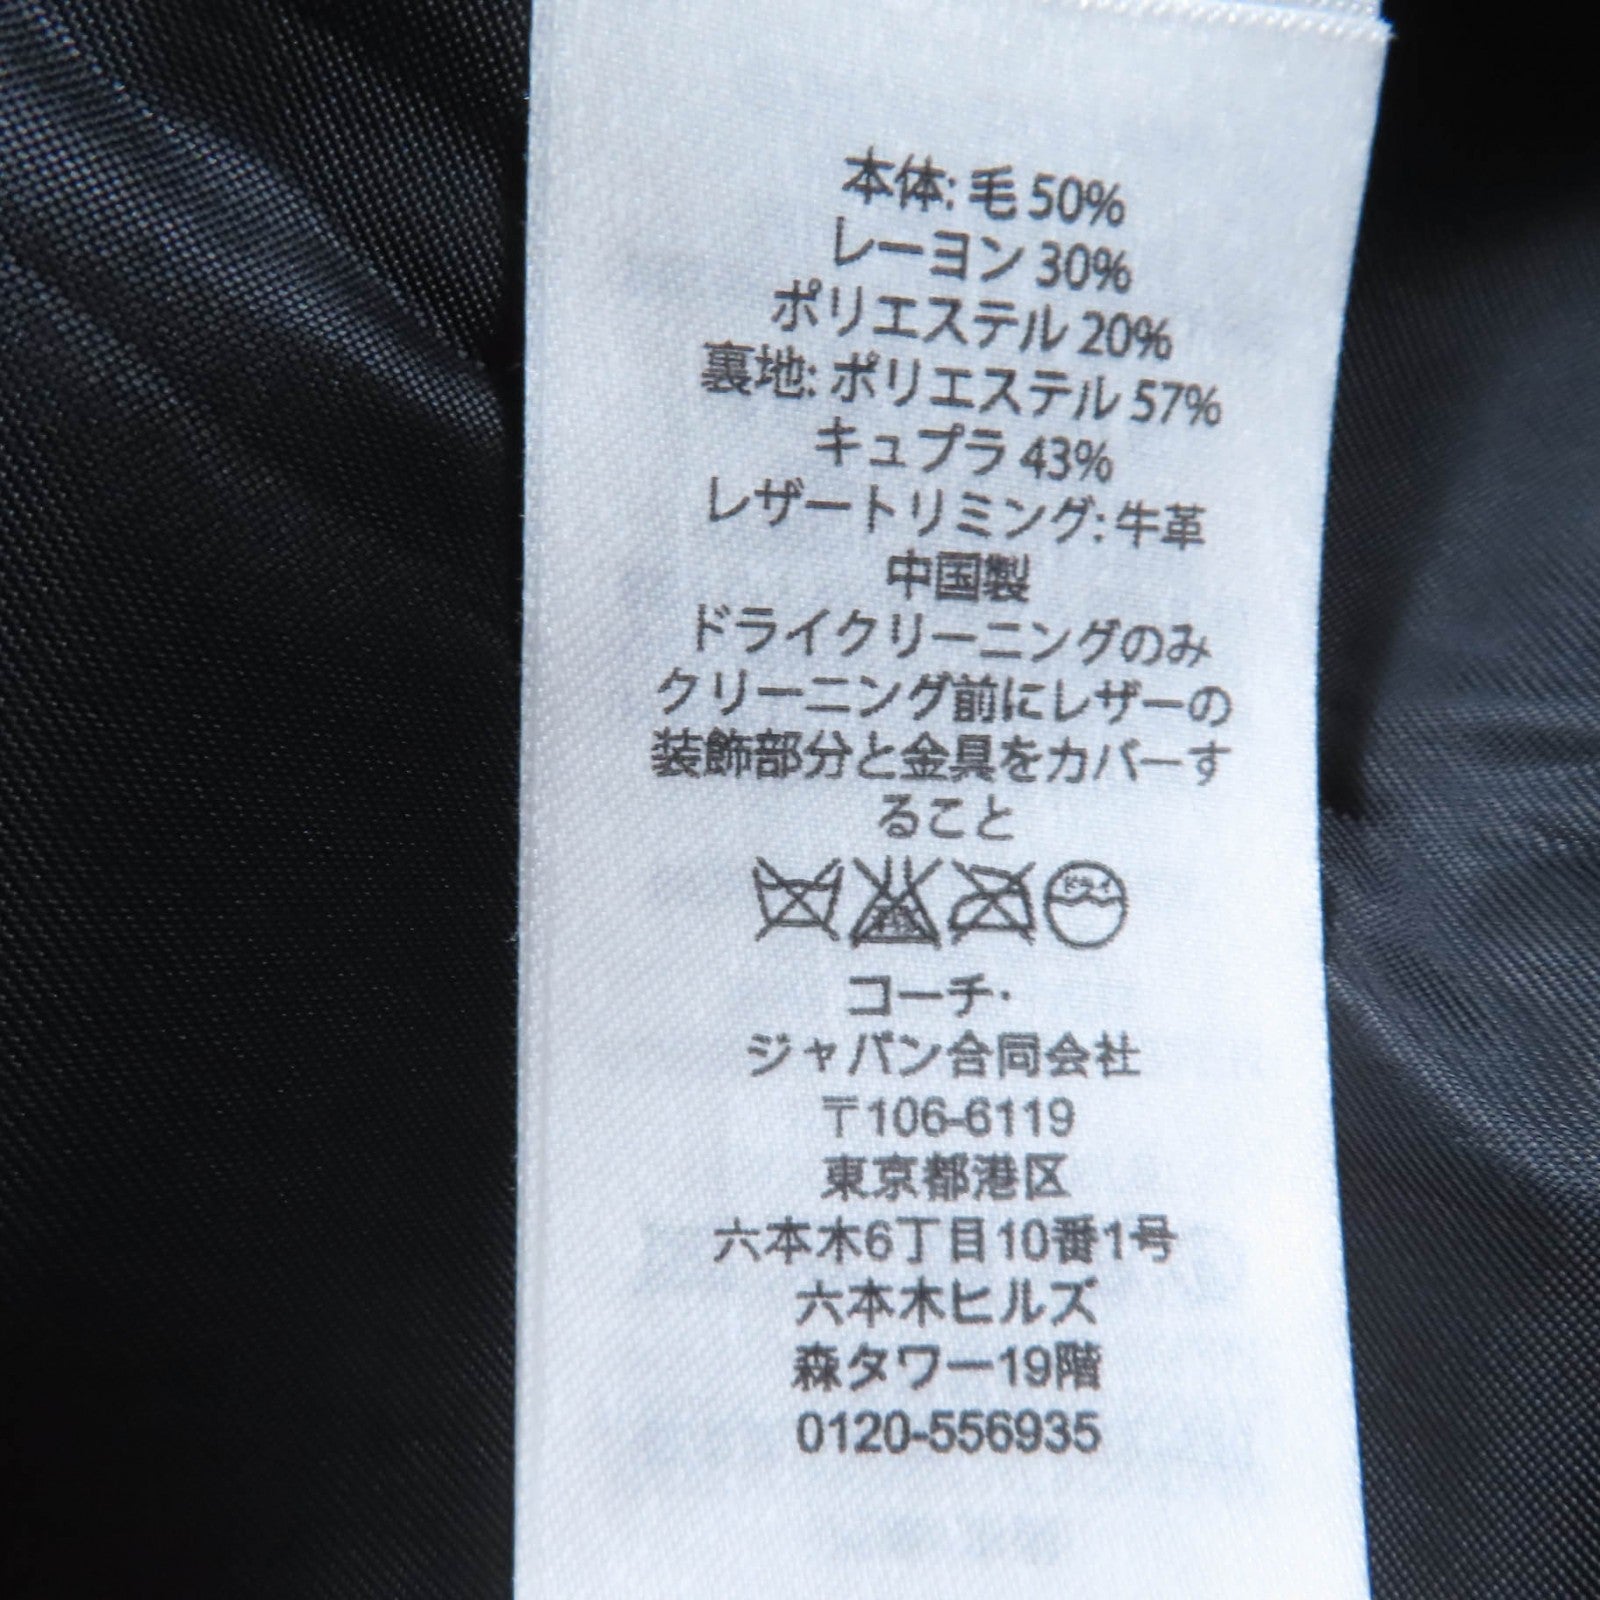 本体: 毛 50%
レーヨン 30%
ポリエステル 20%
裏地: ポリエステル 57%
キュプラ 43%
レザートリミング: 牛革
中国製
ドライクリーニングのみ
クリーニング前にレザーの
装飾部分と金具をカバーす
ること
ドライ
コーチ・
ジャパン合同会社
〒106-6119
東京都港区
六本木6丁目10番1号
六本木ヒルズ
森タワー19階
0120-556935